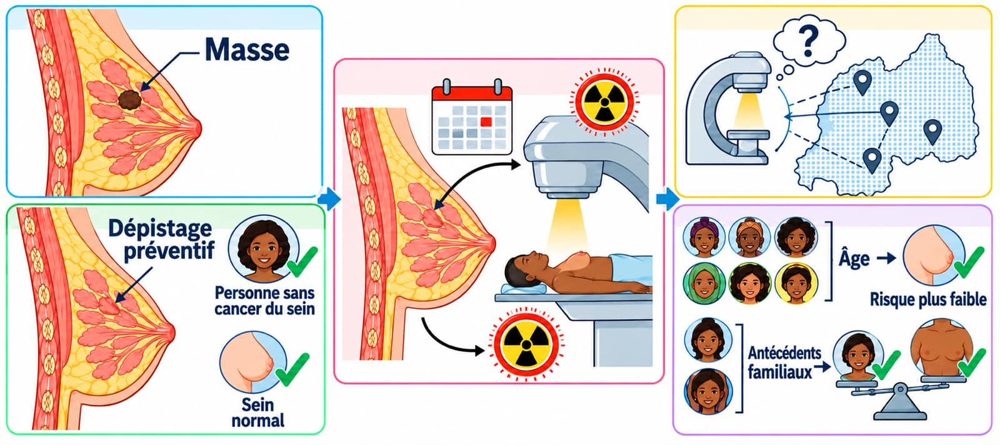 Masse
Dépistage
préventif
Personne sans
cancer du sein
Sein
normal
?
Âge
Risque plus faible
Antécédents
familiaux